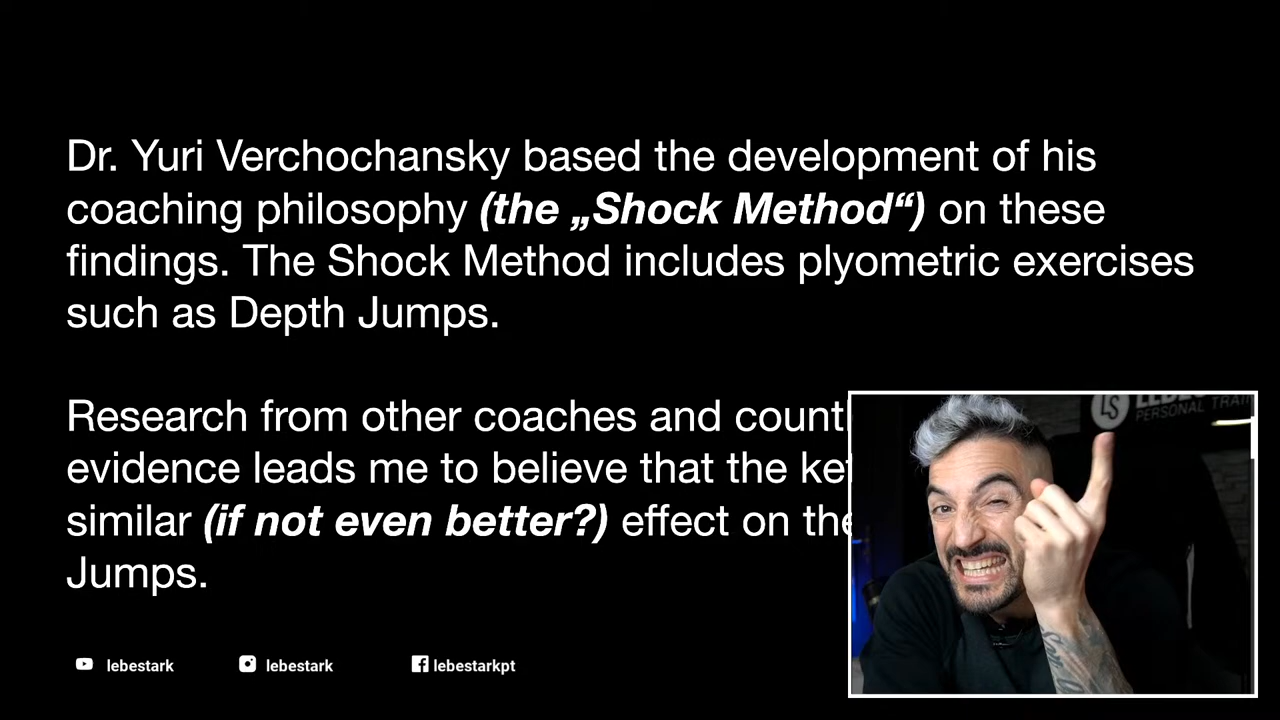 Dr. Yuri Verchochansky based the development of his
coaching philosophy (the „Shock Method“) on these
findings. The Shock Method includes plyometric exercises
such as Depth Jumps.
Research from other coaches and
evidence leads me to believe that the
similar (if not even better?) effect on the
Jumps.
LS
PERSONAL
lebestark
lebestark
lebestarkpt